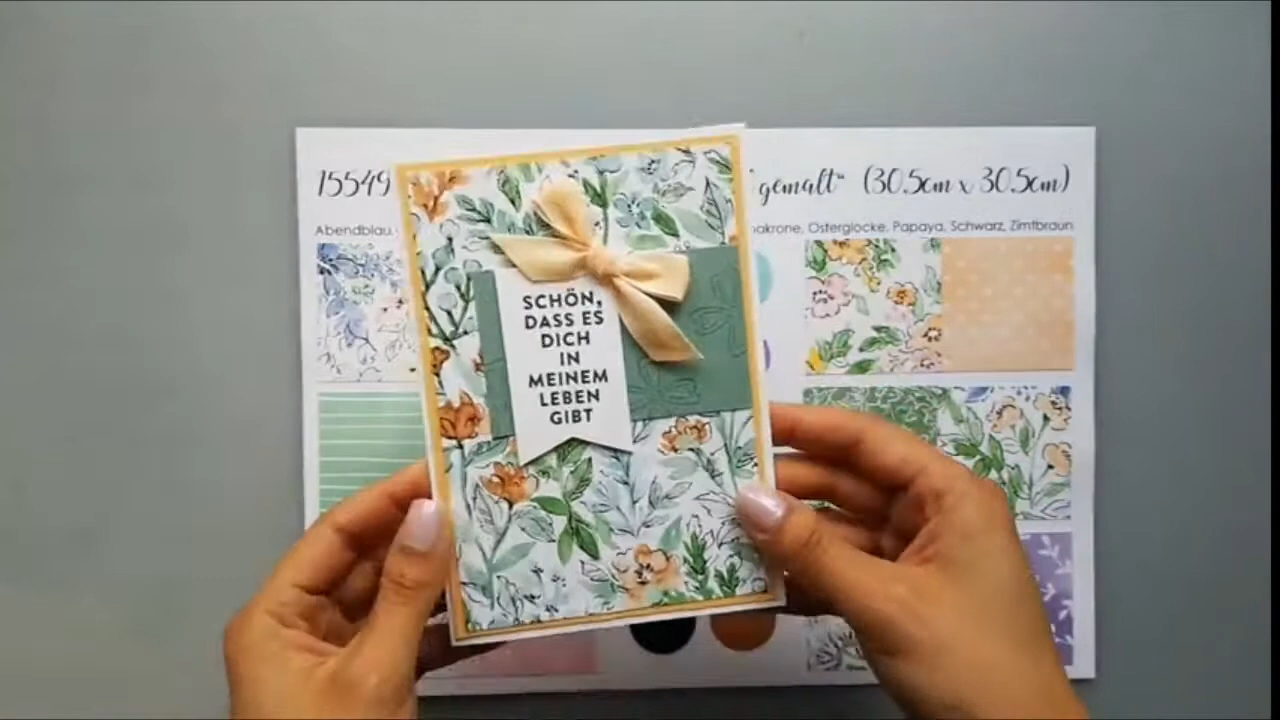 15549 gemalt“ (30.5cm x 30.5cm)
Abendblau, akrone, Osterglocke, Papaya, Schwarz, Zimtbraun
SCHÖN,
DASS ES
DICH
IN
MEINEM
LEBEN
GIBT